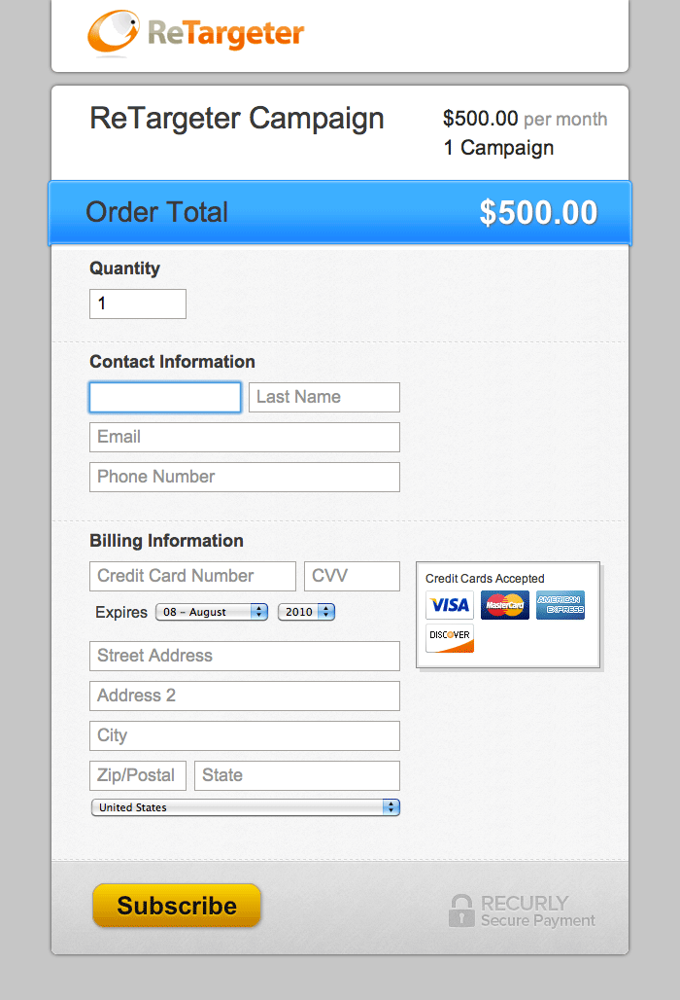 ReTargeter
ReTargeter Campaign
$500.00 per month
1 Campaign
Order Total
$500.00
Quantity
1
Contact Information
Last Name
Email
Phone Number
Billing Information
Credit Card Number
CVV
Credit Cards Accepted
VISA
MasterCard
AMERICAN
EXPRESS
DISCOVER
Expires
08 - August
2010
Street Address
Address 2
City
Zip/Postal
State
United States
Subscribe
RECURLY
Secure Payment